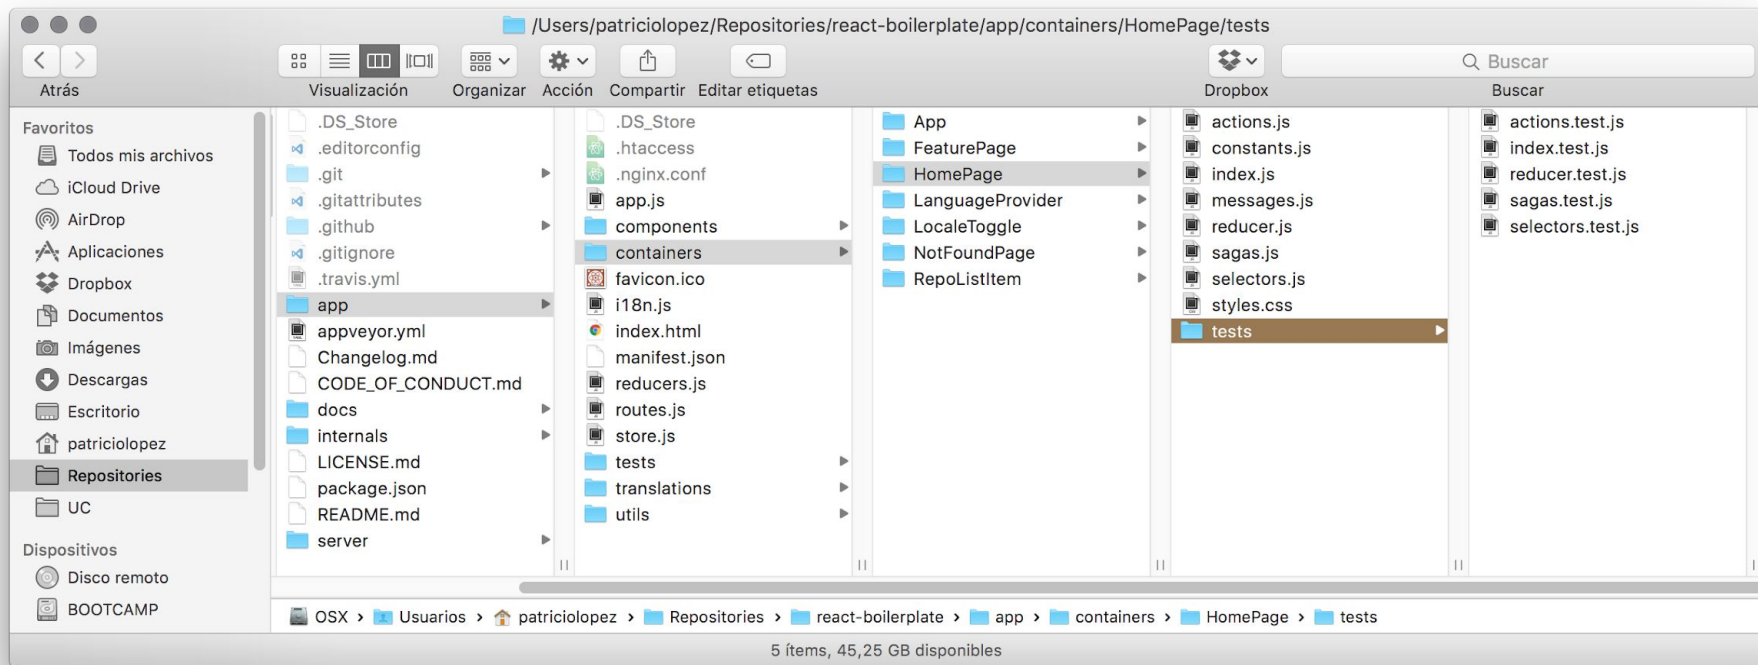 /Users/patriciolopez/Repositories/react-boilerplate/app/containers/HomePage/tests
Atrás
Visualización
Organizar
Acción
Compartir
Editar etiquetas
Dropbox
Buscar
Buscar
Favoritos
Todos mis archivos
iCloud Drive
AirDrop
Aplicaciones
Dropbox
Documentos
Imágenes
Descargas
Escritorio
patriciolopez
Repositories
UC
Dispositivos
Disco remoto
BOOTCAMP
.DS_Store
.editorconfig
.git
.gitattributes
.github
.gitignore
.travis.yml
app
appveyor.yml
Changelog.md
CODE_OF_CONDUCT.md
docs
internals
LICENSE.md
package.json
README.md
server
.DS_Store
.htaccess
.nginx.conf
app.js
components
containers
favicon.ico
i18n.js
index.html
manifest.json
reducers.js
routes.js
store.js
tests
translations
utils
App
FeaturePage
HomePage
LanguageProvider
LocaleToggle
NotFoundPage
RepoListItem
actions.js
constants.js
index.js
messages.js
reducer.js
sagas.js
selectors.js
styles.css
tests
actions.test.js
index.test.js
reducer.test.js
sagas.test.js
selectors.test.js
OSX › Usuarios › patriciolopez › Repositories › react-boilerplate › app › containers › HomePage › tests
5 ítems, 45,25 GB disponibles